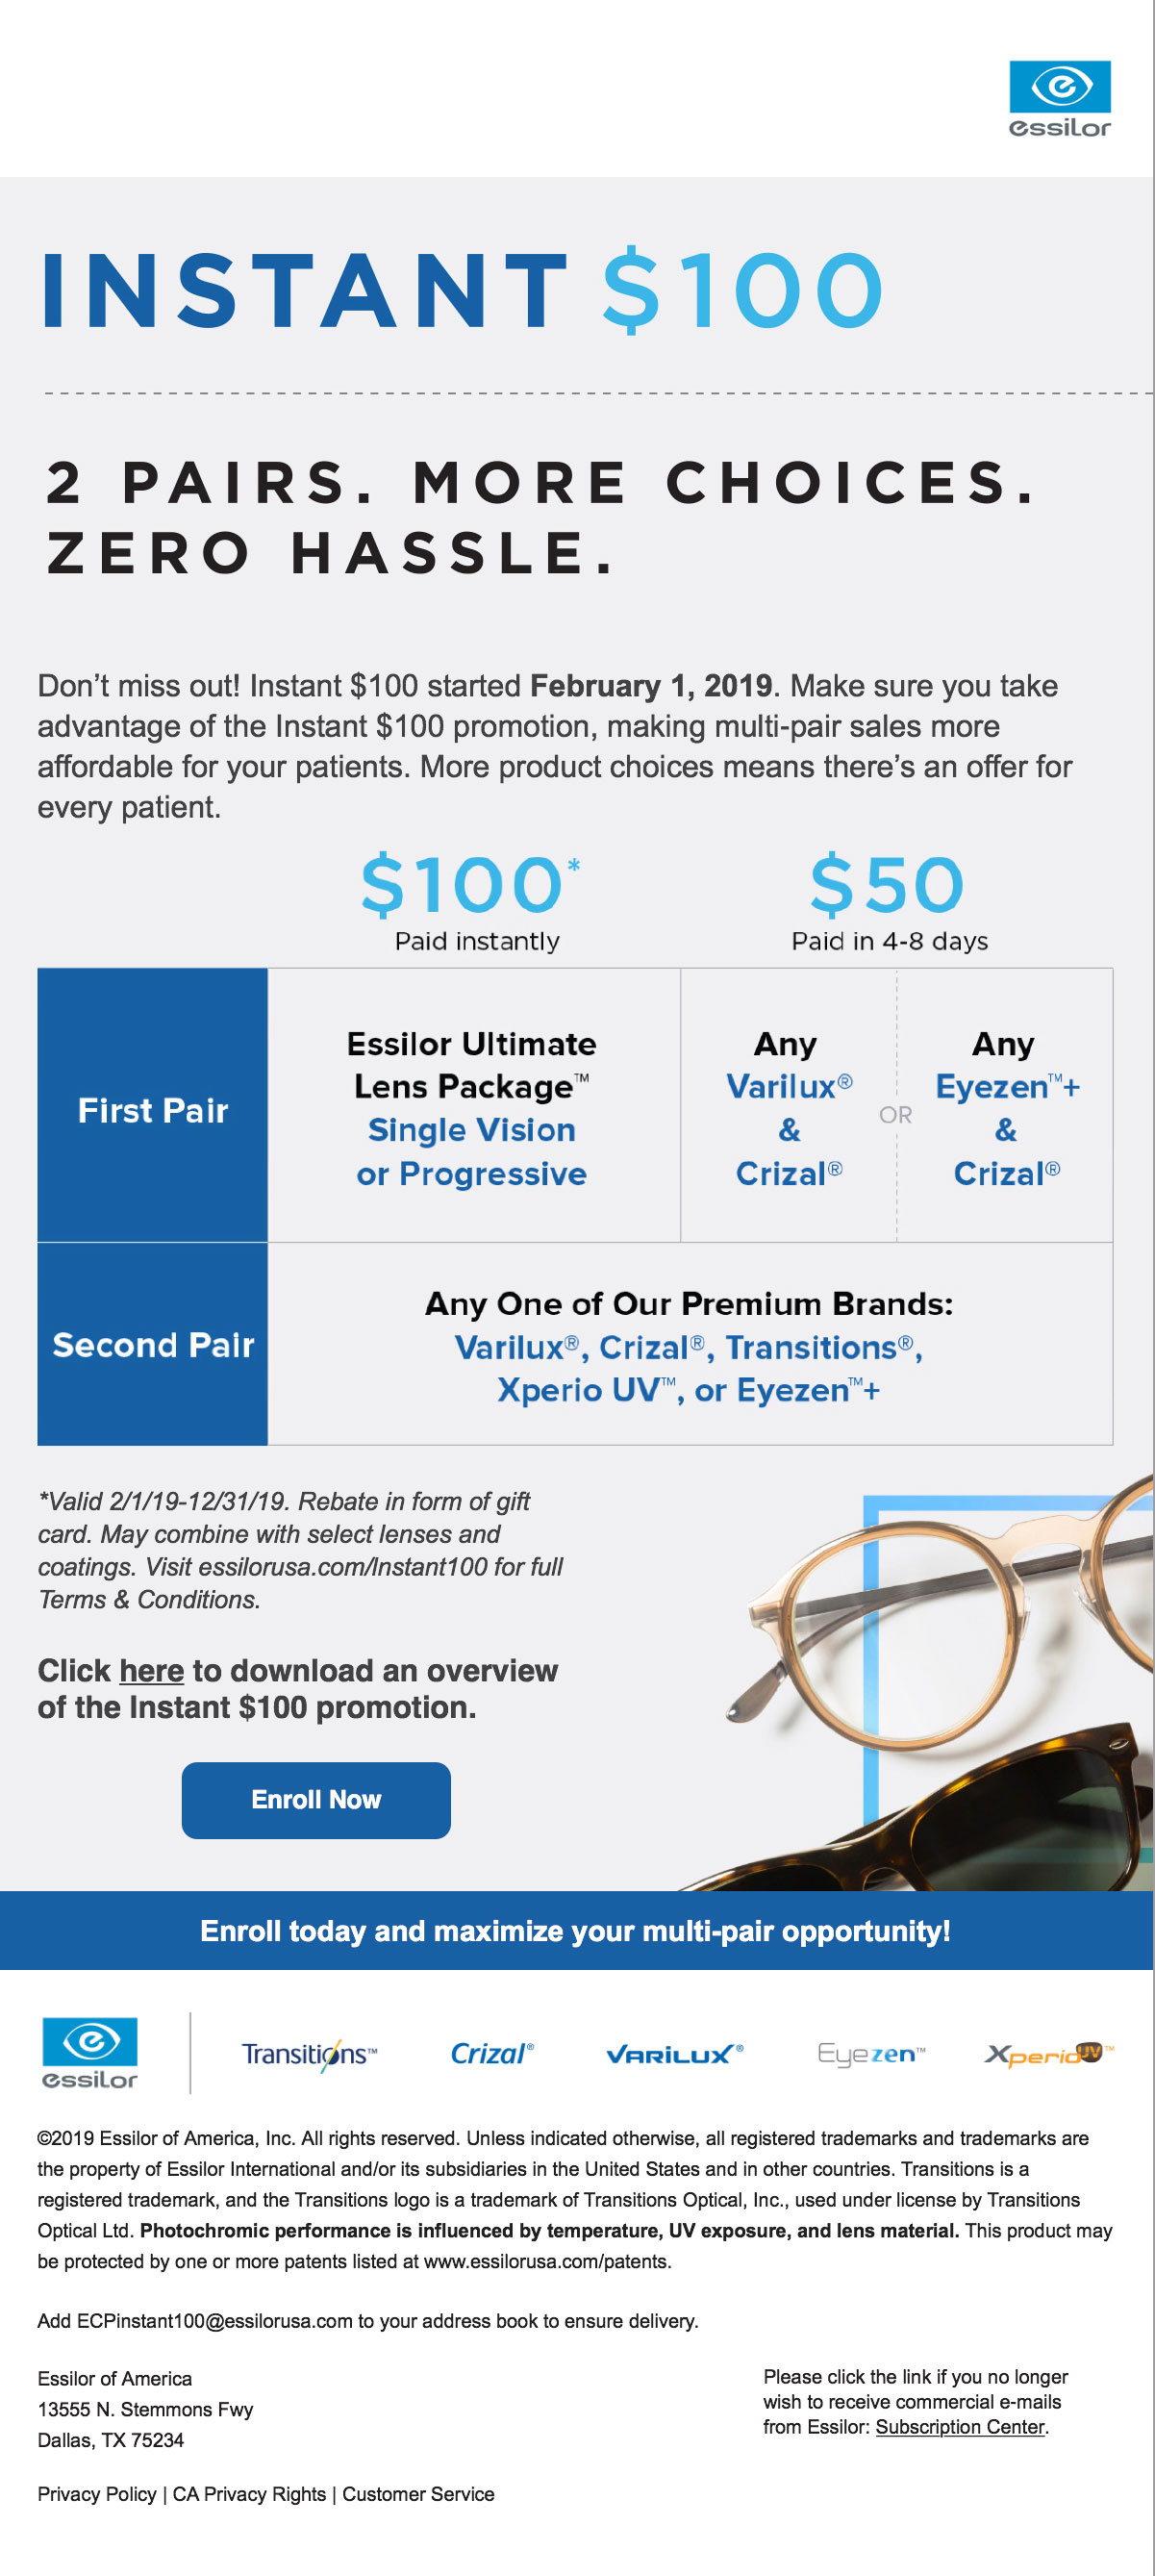 essilor
INSTANT $100
2 PAIRS. MORE CHOICES.
ZERO HASSLE.
Don’t miss out! Instant $100 started February 1, 2019. Make sure you take
advantage of the Instant $100 promotion, making multi-pair sales more
affordable for your patients. More product choices means there’s an offer for
every patient.
$100*
Paid instantly
$50
Paid in 4-8 days
First Pair
Essilor Ultimate
Lens Package™
Single Vision
or Progressive
Any
Varilux®
&
Crizal®
OR
Any
Eyezen™+
&
Crizal®
Second Pair
Any One of Our Premium Brands:
Varilux®, Crizal®, Transitions®,
Xperio UV™, or Eyezen™+
*Valid 2/1/19-12/31/19. Rebate in form of gift
card. May combine with select lenses and
coatings. Visit essilorusa.com/Instant100 for full
Terms & Conditions.
Click here to download an overview
of the Instant $100 promotion.
Enroll Now
Enroll today and maximize your multi-pair opportunity!
essilor
Transitions™ Crizal® VARILUX® Eyezen™ XperioUV™
©2019 Essilor of America, Inc. All rights reserved. Unless indicated otherwise, all registered trademarks and trademarks are
the property of Essilor International and/or its subsidiaries in the United States and in other countries. Transitions is a
registered trademark, and the Transitions logo is a trademark of Transitions Optical, Inc., used under license by Transitions
Optical Ltd. Photochromic performance is influenced by temperature, UV exposure, and lens material. This product may
be protected by one or more patents listed at www.essilorusa.com/patents.
Add ECPinstant100@essilorusa.com to your address book to ensure delivery.
Essilor of America
13555 N. Stemmons Fwy
Dallas, TX 75234
Please click the link if you no longer
wish to receive commercial e-mails
from Essilor: Subscription Center.
Privacy Policy | CA Privacy Rights | Customer Service